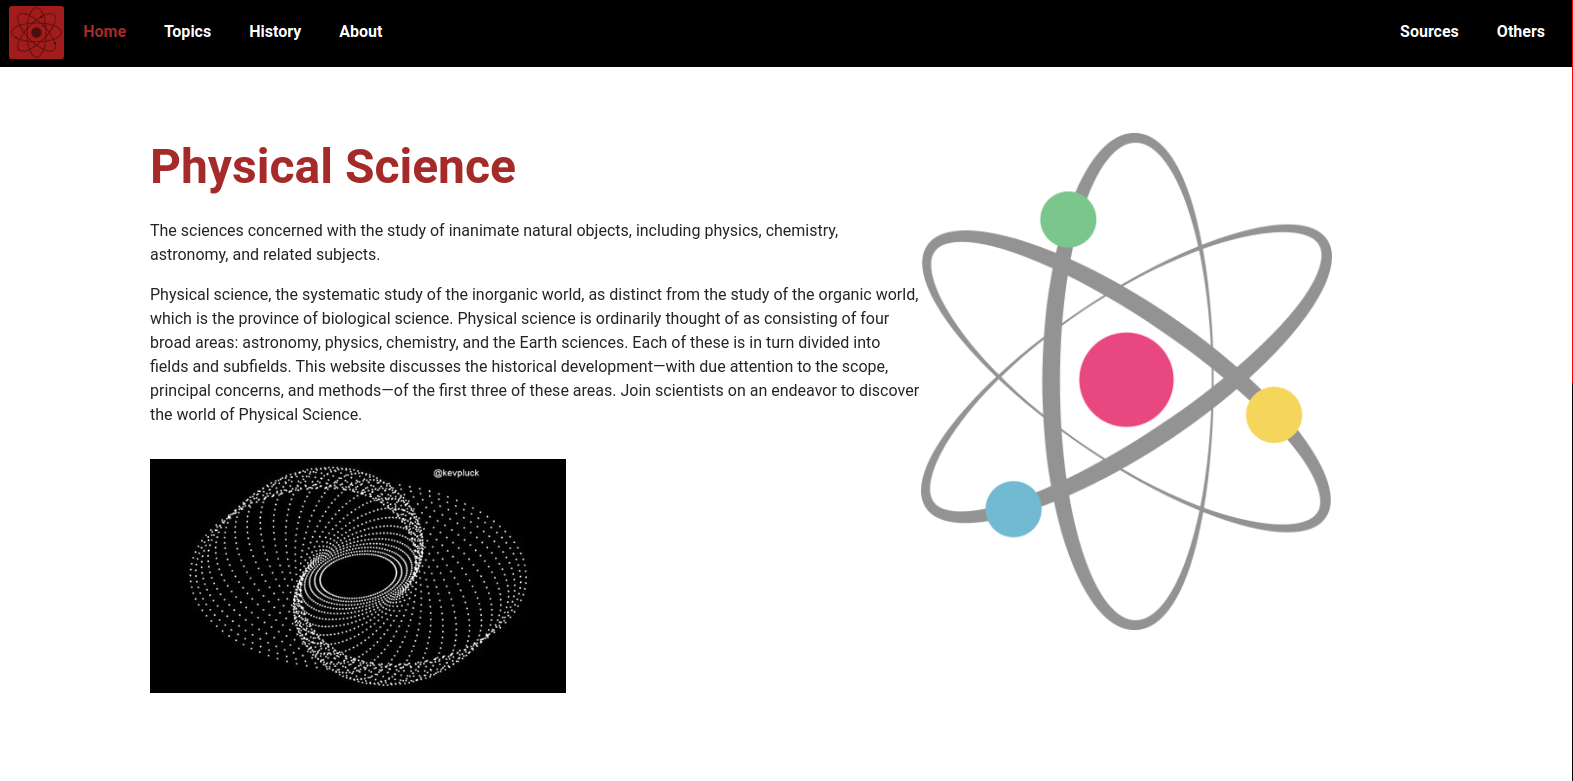 Home Topics History About Sources Others
Physical Science
The sciences concerned with the study of inanimate natural objects, including physics, chemistry,
astronomy, and related subjects.
Physical science, the systematic study of the inorganic world, as distinct from the study of the organic world,
which is the province of biological science. Physical science is ordinarily thought of as consisting of four
broad areas: astronomy, physics, chemistry, and the Earth sciences. Each of these is in turn divided into
fields and subfields. This website discusses the historical development—with due attention to the scope,
principal concerns, and methods—of the first three of these areas. Join scientists on an endeavor to discover
the world of Physical Science.
@kevpluck